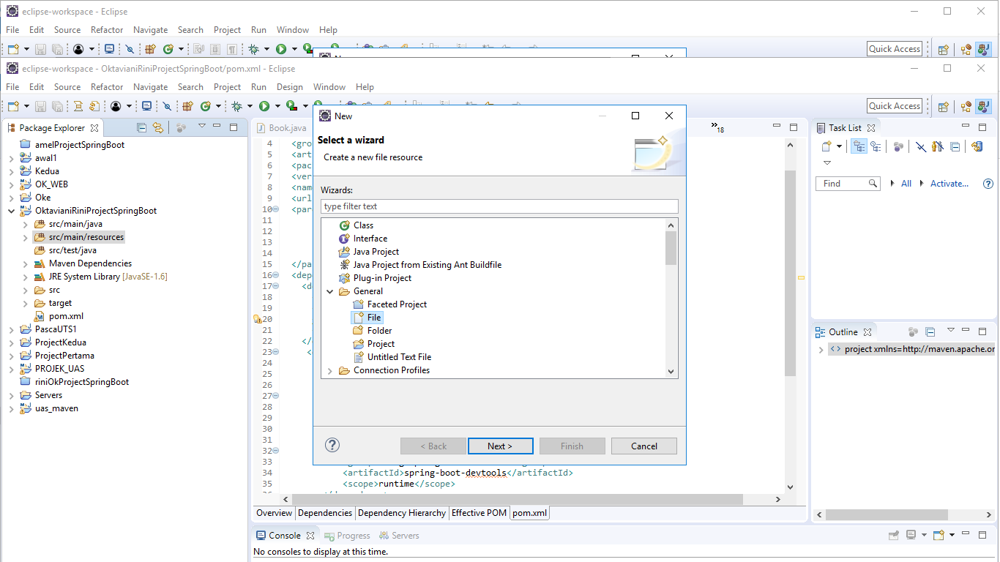 eclipse-workspace - Eclipse
File Edit Source Refactor Navigate Search Project Run Window Help
Quick Access
eclipse-workspace - OktavianiRiniProjectSpringBoot/pom.xml - Eclipse
File Edit Source Refactor Navigate Search Project Run Design Window Help
Quick Access
Package Explorer
amelProjectSpringBoot
awal1
Kedua
OK_WEB
Oke
OktavianiRiniProjectSpringBoot
src/main/java
src/main/resources
src/test/java
Maven Dependencies
JRE System Library [JavaSE-1.6]
src
target
pom.xml
PascaUTS1
ProjectKedua
ProjectPertama
PROJEK_UAS
riniOkProjectSpringBoot
Servers
uas_maven
Book.java
18
4 <gro
5 <art
6 <pac
7 <ver
8 <nam
9 <url
10 <par
11
12
13
14
15 </pa
16 <dep
17 <d
18
19
20
21
22 </
23 <
24
25
26
27
28
29
30
31
32
33
34 <artifactId>spring-boot-devtools</artifactId>
35 <scope>runtime</scope>
New
Select a wizard
Create a new file resource
Wizards:
type filter text
Class
Interface
Java Project
Java Project from Existing Ant Buildfile
Plug-in Project
General
Faceted Project
File
Folder
Project
Untitled Text File
Connection Profiles
< Back Next > Finish Cancel
Overview Dependencies Dependency Hierarchy Effective POM pom.xml
Console Progress Servers
No consoles to display at this time.
Task List
Find All Activate...
Outline
project xmlns=http://maven.apache.or